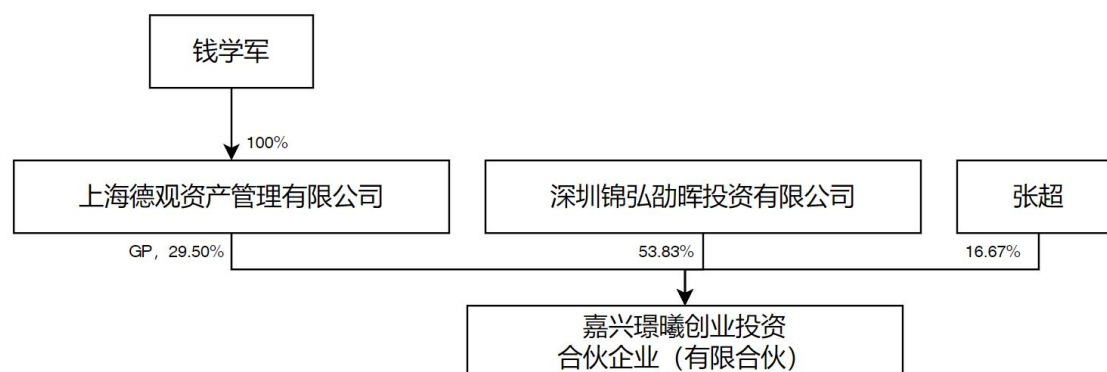 钱学军
100%
上海德观资产管理有限公司
深圳锦弘劭晖投资有限公司
张超
GP，29.50%
53.83%
16.67%
嘉兴璟曦创业投资
合伙企业（有限合伙）